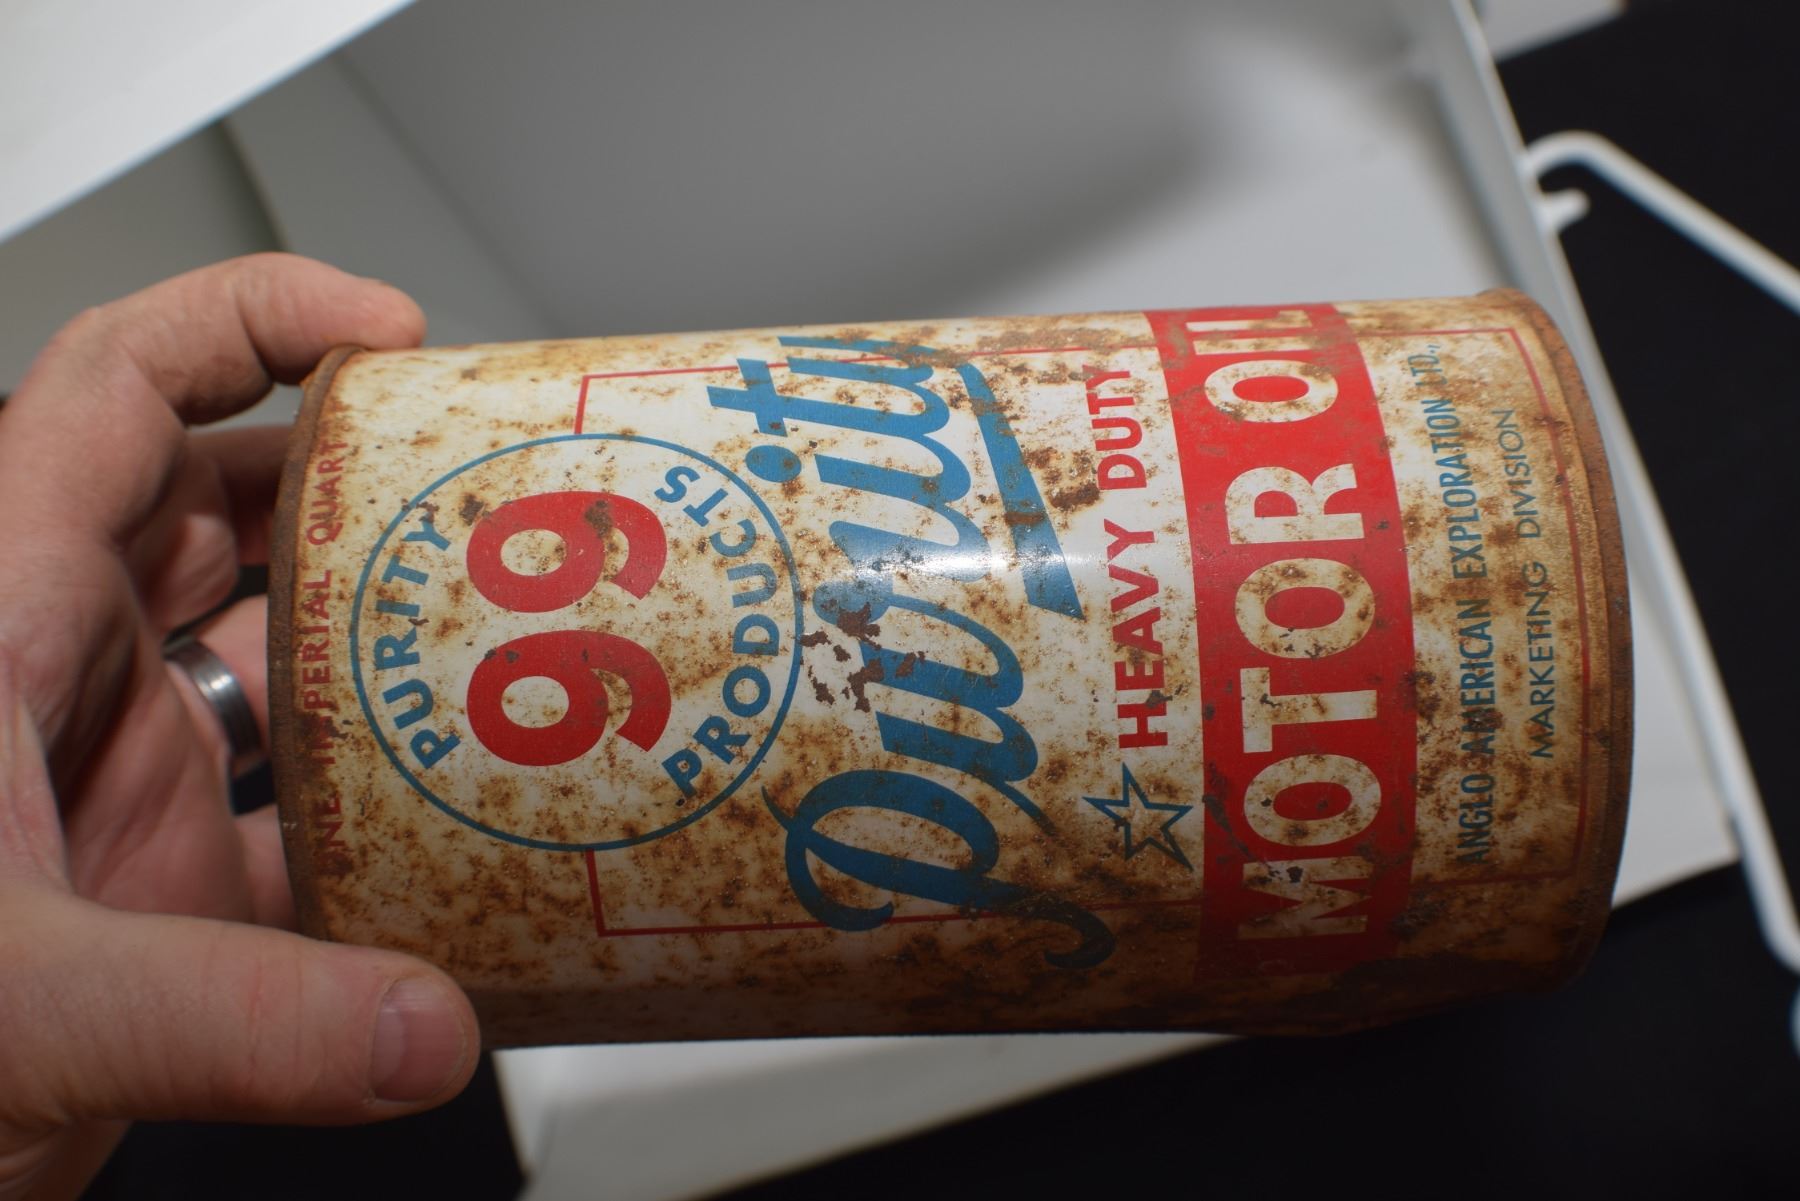 ONE IMPERIAL QUART
PURITY
99
PRODUCTS
Purity
HEAVY DUTY
MOTOR OIL
ANGLO AMERICAN EXPLORATION LTD.,
MARKETING DIVISION